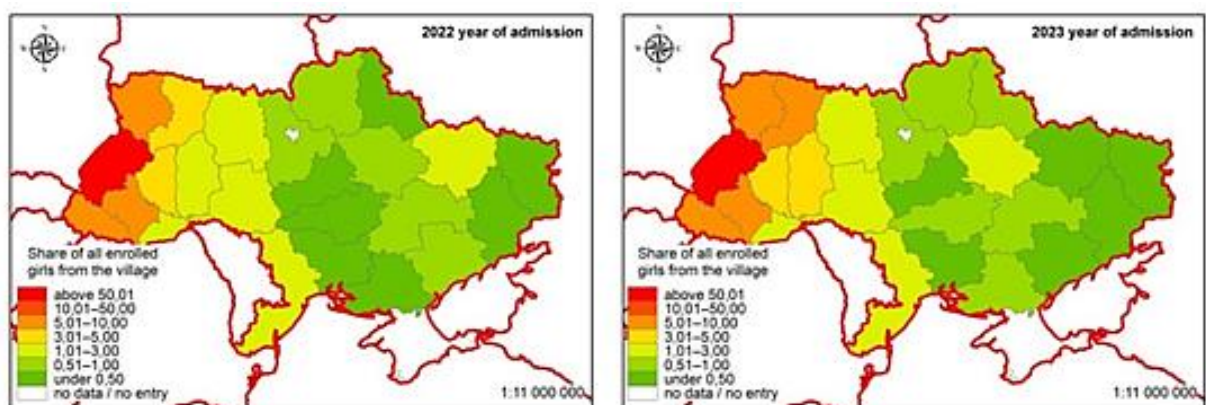 2022 year of admission
Share of all enrolled
girls from the village
above 50,01
10,01–50,00
5,01–10,00
3,01–5,00
1,01–3,00
0,51–1,00
under 0,50
no data / no entry
1:11 000 000
2023 year of admission
Share of all enrolled
girls from the village
above 50,01
10,01–50,00
5,01–10,00
3,01–5,00
1,01–3,00
0,51–1,00
under 0,50
no data / no entry
1:11 000 000